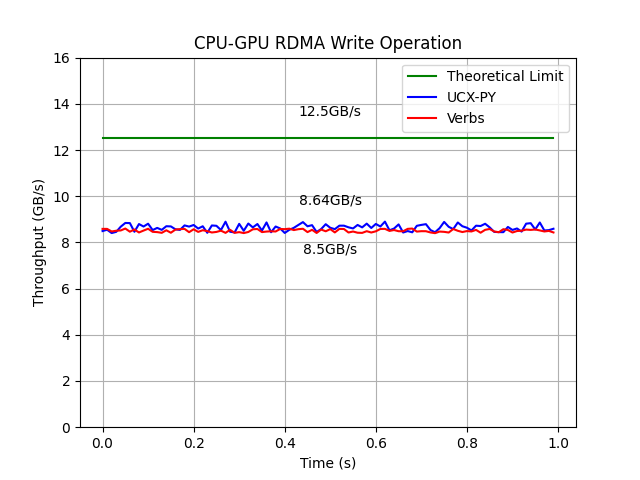 CPU-GPU RDMA Write Operation
Throughput (GB/s)
16
14
12
10
8
6
4
2
0
Theoretical Limit
UCX-PY
Verbs
12.5GB/s
8.64GB/s
8.5GB/s
0.0 0.2 0.4 0.6 0.8 1.0
Time (s)